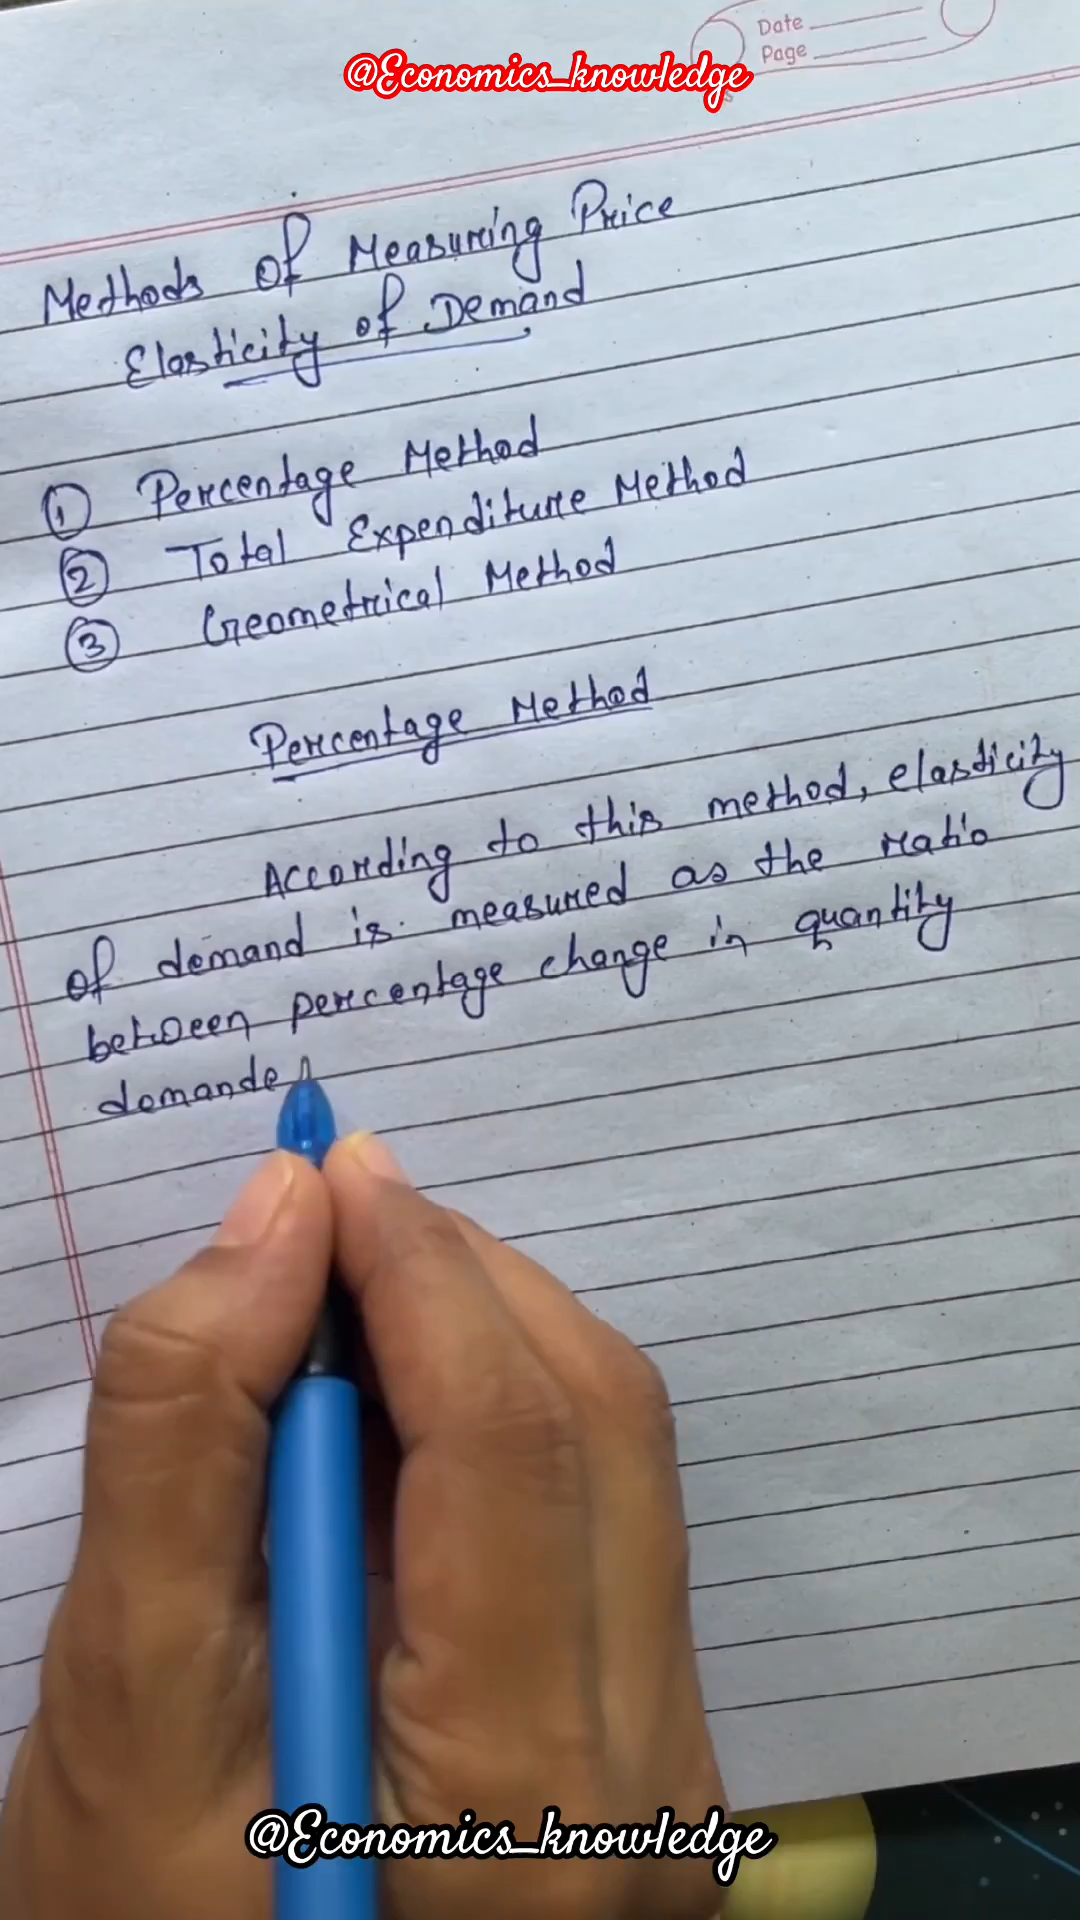 Date
Page
@Economics_knowledge
Methods of Measuring Price
Elasticity of Demand
① Percentage Method
② Total Expenditure Method
③ Geometrical Method
Percentage Method
According to this method, elasticity
of demand is measured as the ratio
between percentage change in quantity
demande
@Economics_knowledge